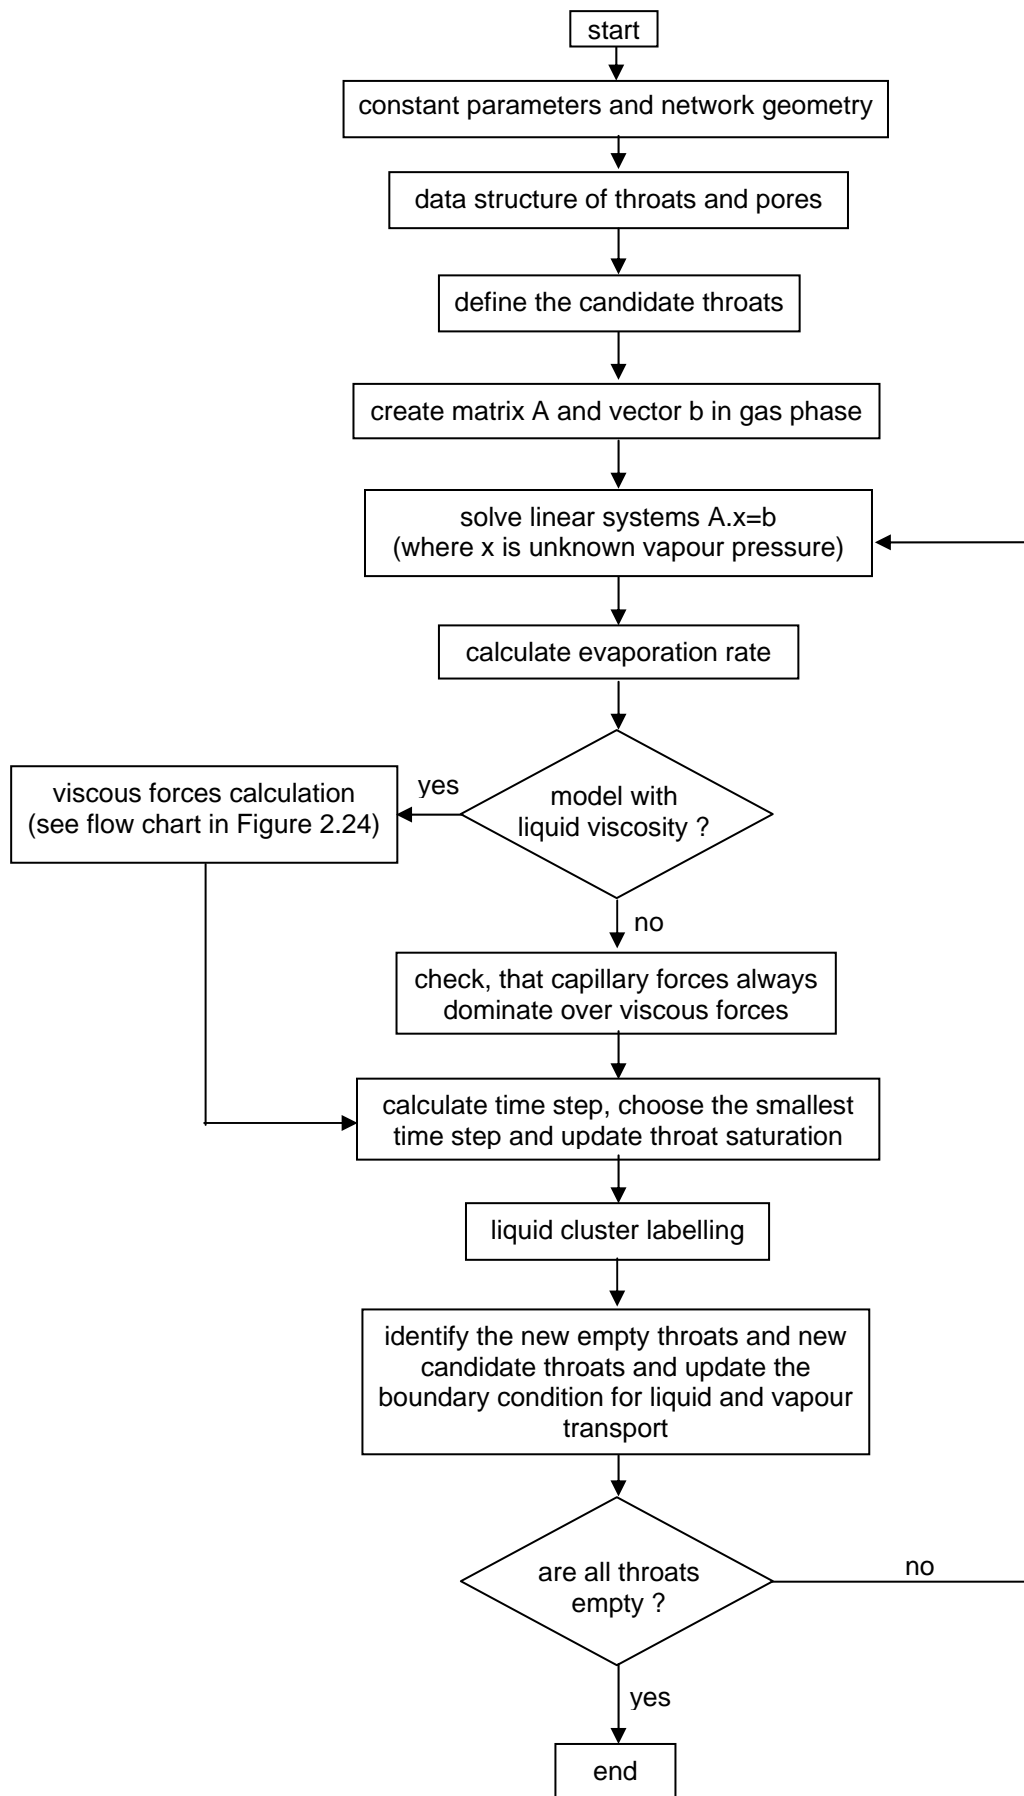 start
constant parameters and network geometry
data structure of throats and pores
define the candidate throats
create matrix A and vector b in gas phase
solve linear systems A.x=b
(where x is unknown vapour pressure)
calculate evaporation rate
model with
liquid viscosity ?
yes
viscous forces calculation
(see flow chart in Figure 2.24)
no
check, that capillary forces always
dominate over viscous forces
calculate time step, choose the smallest
time step and update throat saturation
liquid cluster labelling
identify the new empty throats and new
candidate throats and update the
boundary condition for liquid and vapour
transport
are all throats
empty ?
no
yes
end